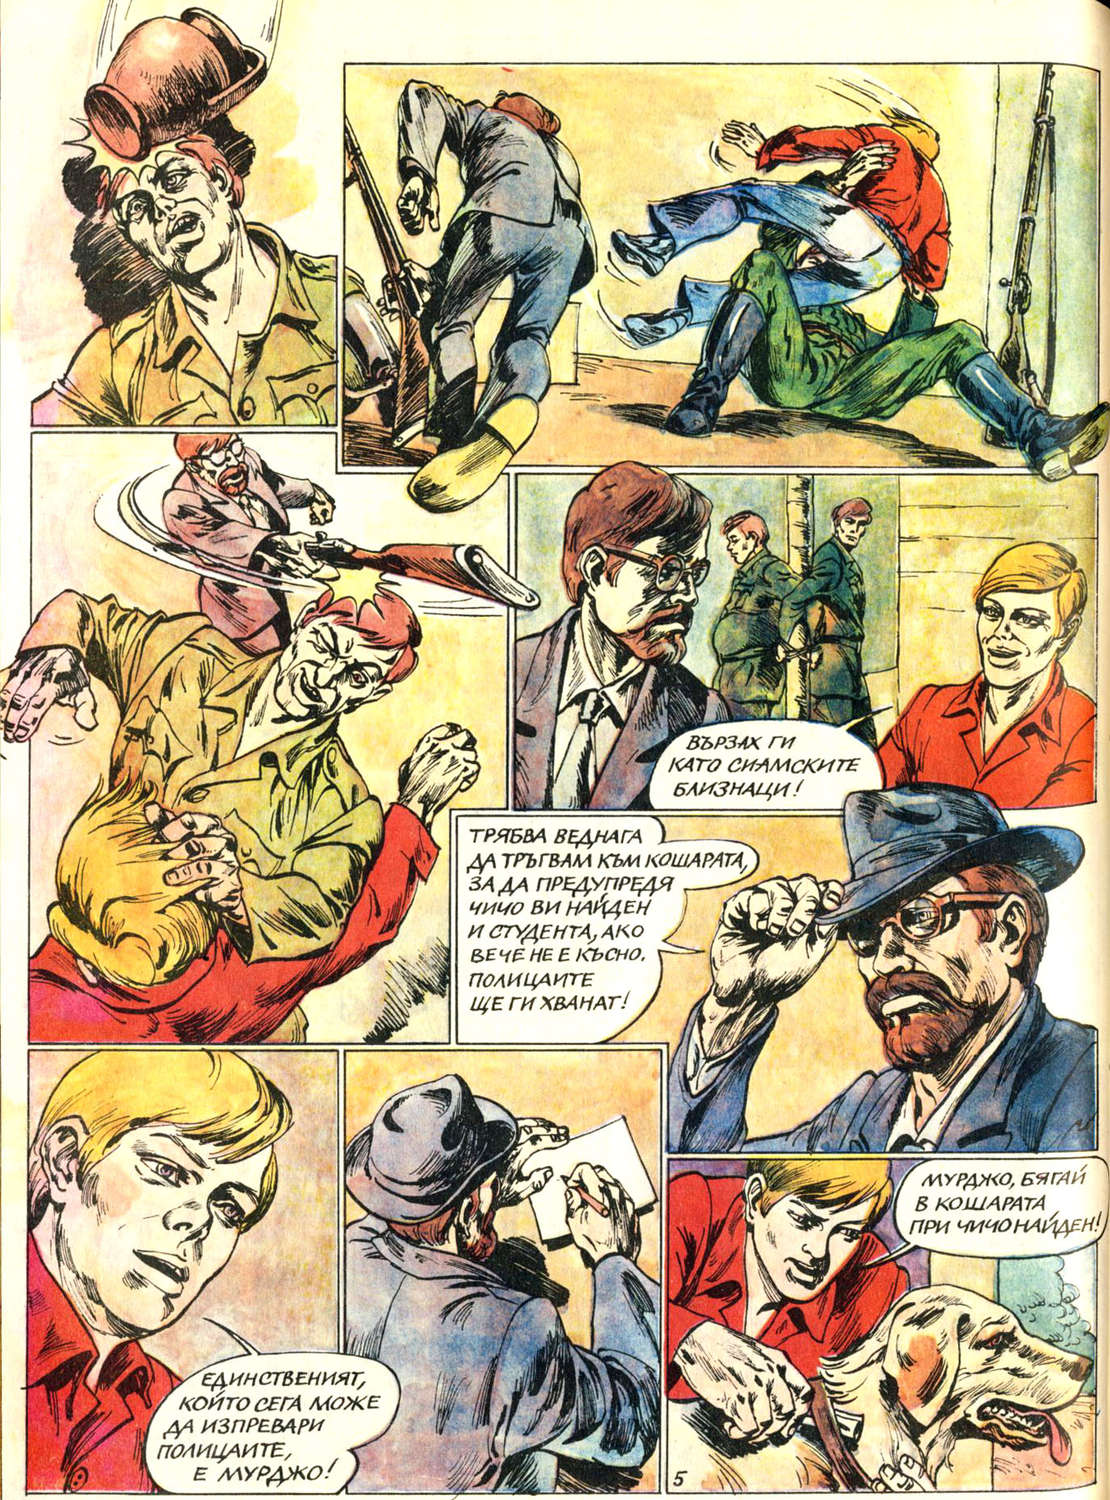 ВЪРЗАХ ГИ
КАТО СИАМСКИТЕ
БЛИЗНАЦИ!
ТРЯБВА ВЕДНАГА
ДА ТРЪГВАМ КЪМ КОШАРАТА,
ЗА ДА ПРЕДУПРЕДЯ
ЧИЧО ВИ НАЙДЕН
И СТУДЕНТА, АКО
ВЕЧЕ НЕ Е КЪСНО.
ПОЛИЦАИТЕ
ЩЕ ГИ ХВАНАТ!
ЕДИНСТВЕНИЯТ,
КОЙТО СЕГА МОЖЕ
ДА ИЗПРЕВАРИ
ПОЛИЦАИТЕ,
Е МУРДЖО!
МУРДЖО, БЯГАЙ
В КОШАРАТА
ПРИ ЧИЧО НАЙДЕН!
5